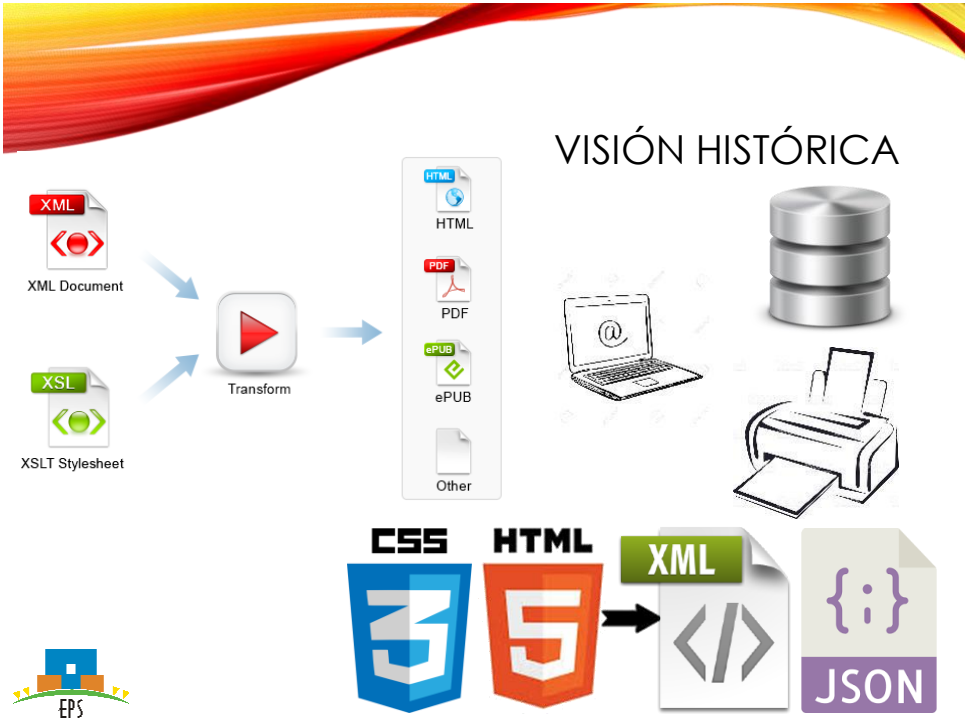 VISIÓN HISTÓRICA
XML
XML Document
XSL
XSLT Stylesheet
Transform
HTML
HTML
PDF
PDF
ePUB
ePUB
Other
@
CSS
3
HTML
5
XML
</>
{;}
JSON
EPS